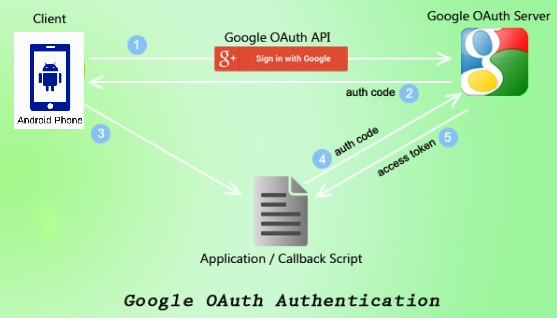 Client
Google OAuth Server
Google OAuth API
1
g+ Sign in with Google
auth code 2
Android Phone
3
4 auth code
access token 5
Application / Callback Script
Google OAuth Authentication